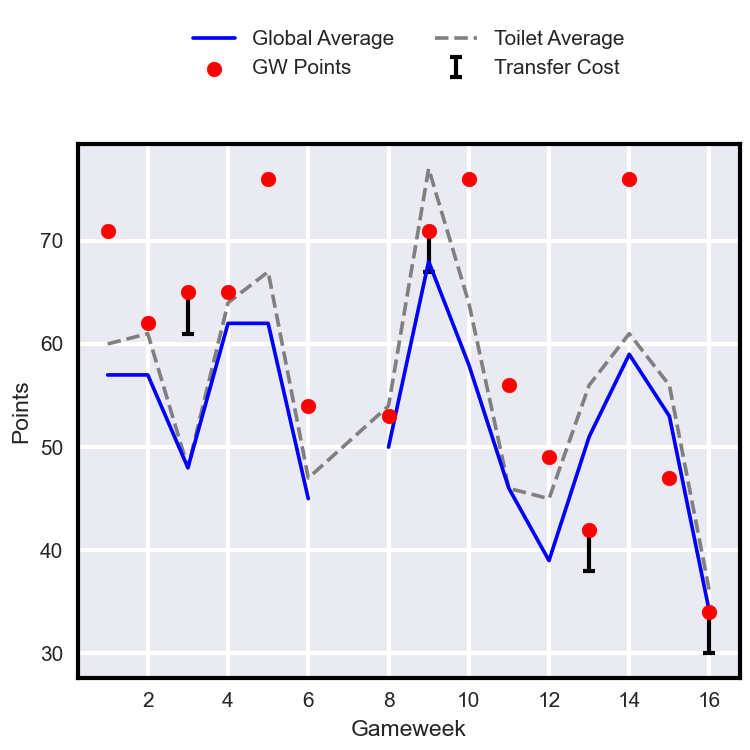 Global Average
Toilet Average
GW Points
Transfer Cost
70
60
50
40
30
Points
2 4 6 8 10 12 14 16
Gameweek